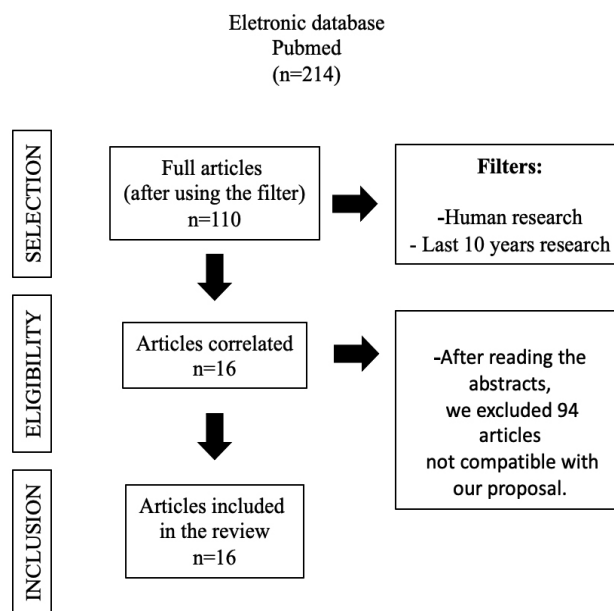 Eletronic database
Pubmed
(n=214)
SELECTION
Full articles
(after using the filter)
n=110
Filters:
-Human research
- Last 10 years research
ELIGIBILITY
Articles correlated
n=16
-After reading the
abstracts,
we excluded 94
articles
not compatible with
our proposal.
INCLUSION
Articles included
in the review
n=16